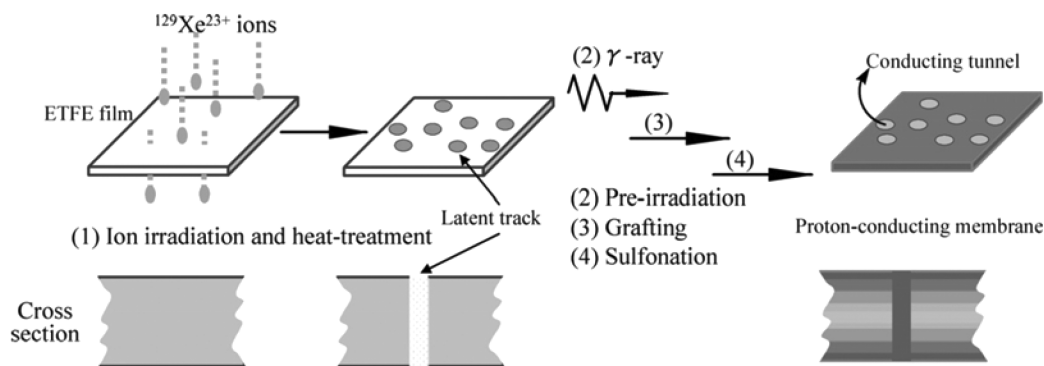 ¹²⁹Xe²³⁺ ions
ETFE film
(2) γ -ray
(3)
(4)
Conducting tunnel
Latent track
(1) Ion irradiation and heat-treatment
(2) Pre-irradiation
(3) Grafting
(4) Sulfonation
Proton-conducting membrane
Cross
section